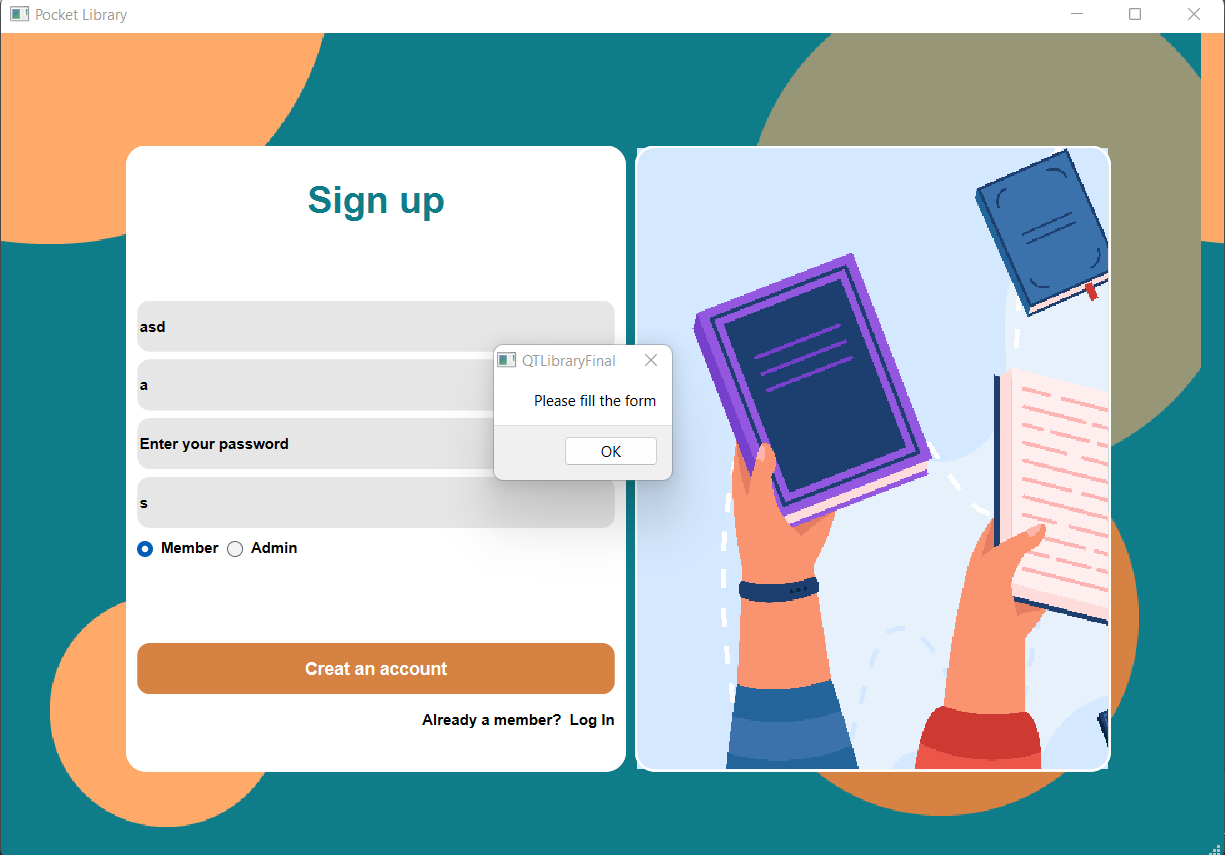 Pocket Library
Sign up
asd
a
QTLibraryFinal
Please fill the form
OK
Enter your password
s
Member Admin
Creat an account
Already a member? Log In